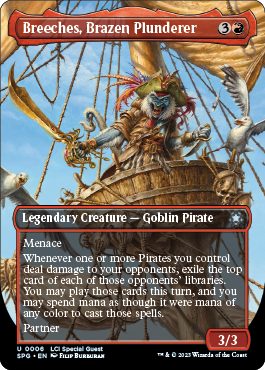 Breeches, Brazen Plunderer 3
Legendary Creature — Goblin Pirate
Menace
Whenever one or more Pirates you control
deal damage to your opponents, exile the top
card of each of those opponents' libraries.
You may play those cards this turn, and you
may spend mana as though it were mana of
any color to cast those spells.
Partner
3/3
U 0006 LCI Special Guest
SPG • EN Filip Burburan
™ & © 2023 Wizards of the Coast